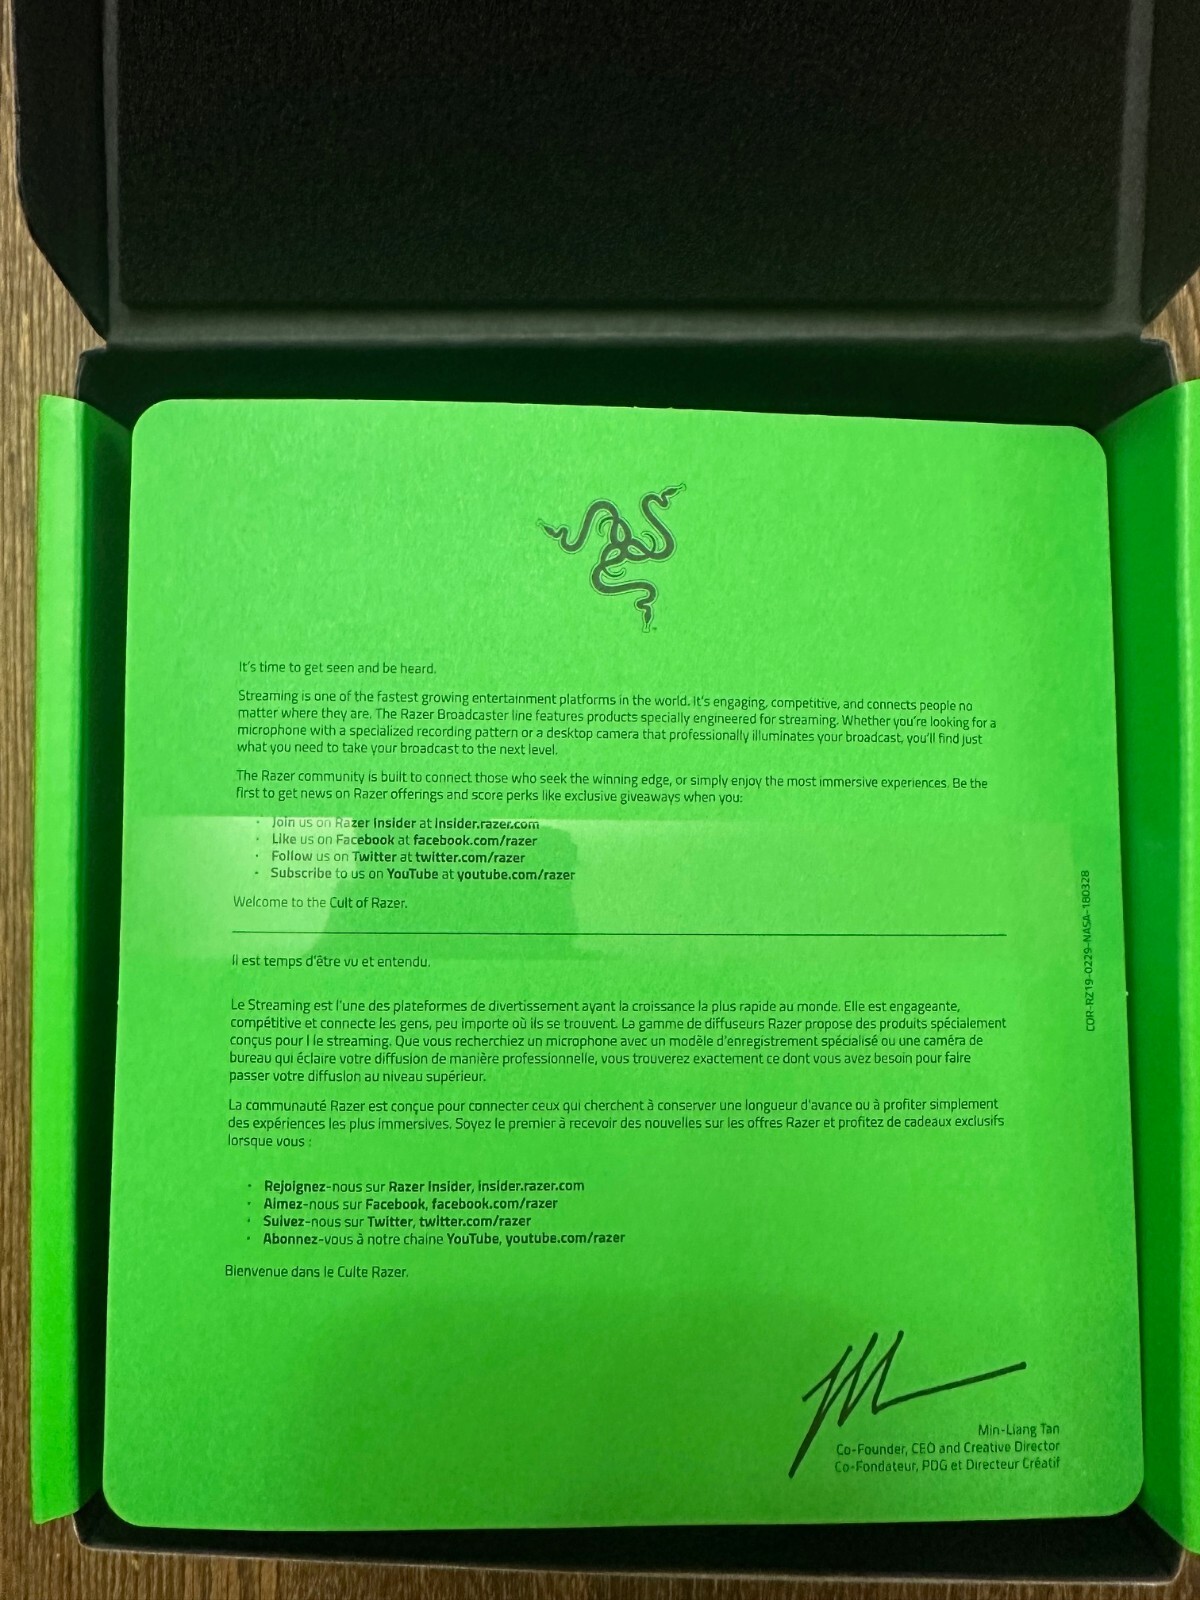 It's time to get seen and be heard.
Streaming is one of the fastest growing entertainment platforms in the world. It's engaging, competitive, and connects people no
matter where they are. The Razer Broadcaster line features products specially engineered for streaming. Whether you're looking for a
microphone with a specialized recording pattern or a desktop camera that professionally illuminates your broadcast, you'll find just
what you need to take your broadcast to the next level.
The Razer community is built to connect those who seek the winning edge, or simply enjoy the most immersive experiences. Be the
first to get news on Razer offerings and score perks like exclusive giveaways when you:
· Join us on Razer Insider at insider.razer.com
· Like us on Facebook at facebook.com/razer
· Follow us on Twitter at twitter.com/razer
· Subscribe to us on YouTube at youtube.com/razer
Welcome to the Cult of Razer.
Il est temps d'être vu et entendu.
Le Streaming est l'une des plateformes de divertissement ayant la croissance la plus rapide au monde. Elle est engageante,
compétitive et connecte les gens, peu importe où ils se trouvent. La gamme de diffuseurs Razer propose des produits spécialement
conçus pour l le streaming. Que vous recherchiez un microphone avec un modèle d'enregistrement spécialisé ou une caméra de
bureau qui éclaire votre diffusion de manière professionnelle, vous trouverez exactement ce dont vous avez besoin pour faire
passer votre diffusion au niveau supérieur.
La communauté Razer est conçue pour connecter ceux qui cherchent à conserver une longueur d'avance ou à profiter simplement
des expériences les plus immersives. Soyez le premier à recevoir des nouvelles sur les offres Razer et profitez de cadeaux exclusifs
lorsque vous :
· Rejoignez-nous sur Razer Insider, insider.razer.com
· Aimez-nous sur Facebook, facebook.com/razer
· Suivez-nous sur Twitter, twitter.com/razer
· Abonnez-vous à notre chaine YouTube, youtube.com/razer
Bienvenue dans le Culte Razer.
Min-Liang Tan
Co-Founder, CEO and Creative Director
Co-Fondateur, PDG et Directeur Créatif
COR-RZ19-0229-NASA-180328